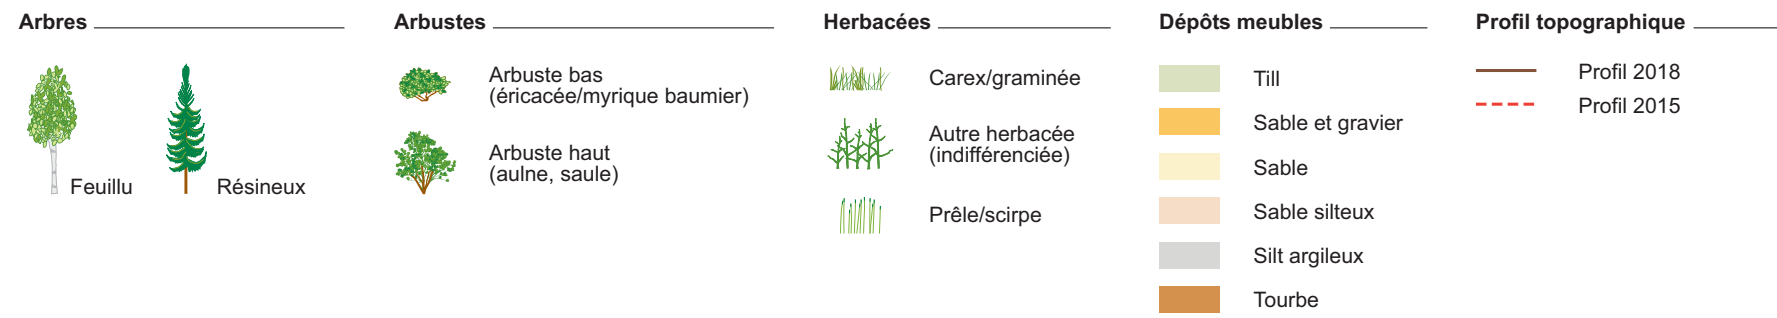 Arbres
Feuillu
Résineux
Arbustes
Arbuste bas
(éricacée/myrique baumier)
Arbuste haut
(aulne, saule)
Herbacées
Carex/graminée
Autre herbacée
(indifférenciée)
Prêle/scirpe
Dépôts meubles
Till
Sable et gravier
Sable
Sable silteux
Silt argileux
Tourbe
Profil topographique
Profil 2018
Profil 2015